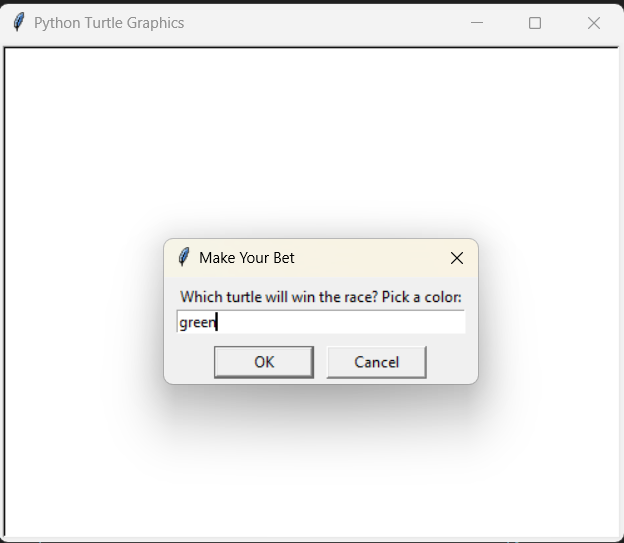 Python Turtle Graphics
Make Your Bet
Which turtle will win the race? Pick a color:
green
OK
Cancel